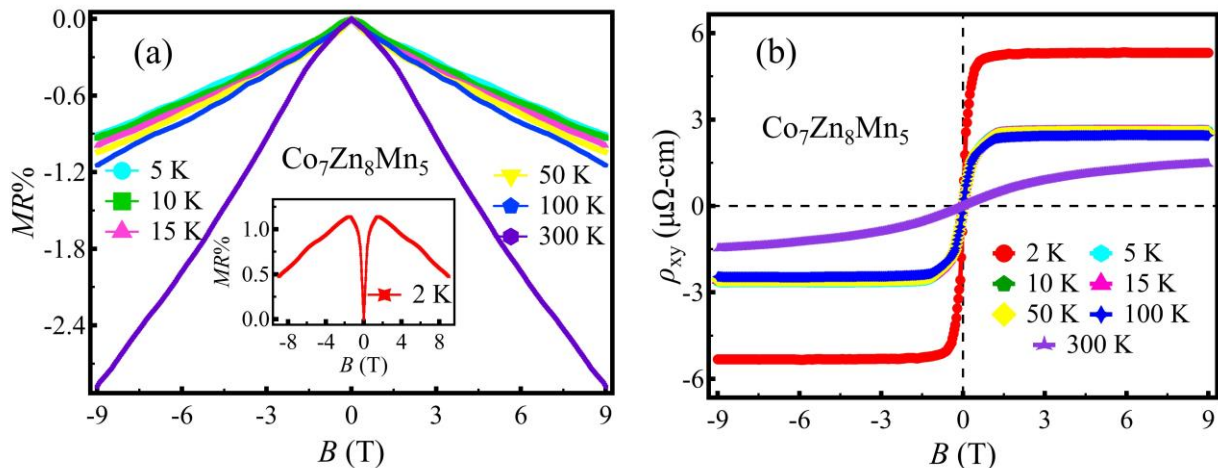 (a)
MR%
0.0
-0.6
-1.2
-1.8
-2.4
5 K
10 K
15 K
Co₇Zn₈Mn₅
50 K
100 K
300 K
MR%
1.0
0.5
0.0
2 K
-8 -4 0 4 8
B (T)
-9 -6 -3 0 3 6 9
B (T)
(b)
Co₇Zn₈Mn₅
ρxy (μΩ-cm)
6
3
0
-3
-6
2 K 5 K
10 K 15 K
50 K 100 K
300 K
-9 -6 -3 0 3 6 9
B (T)